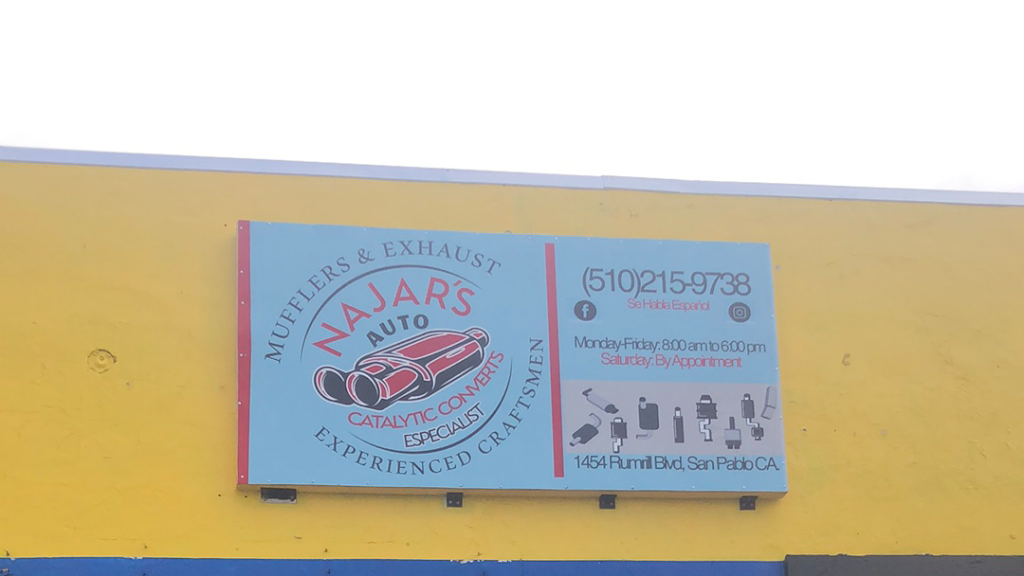 MUFFLERS & EXHAUST
NAJAR'S
AUTO
CATALYTIC CONVERTS
ESPECIALIST
EXPERIENCED CRAFTSMEN
(510)215-9738
Se Habla Español
Monday-Friday: 8:00 am to 6:00 pm
Saturday: By Appointment
1454 Rumrill Blvd, San Pablo CA.